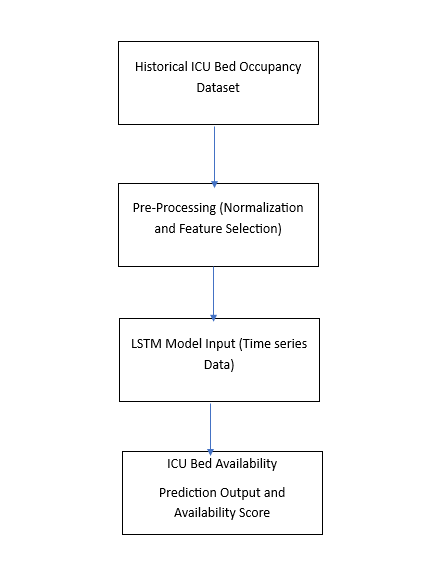 Historical ICU Bed Occupancy
Dataset
Pre-Processing (Normalization
and Feature Selection)
LSTM Model Input (Time series
Data)
ICU Bed Availability
Prediction Output and
Availability Score